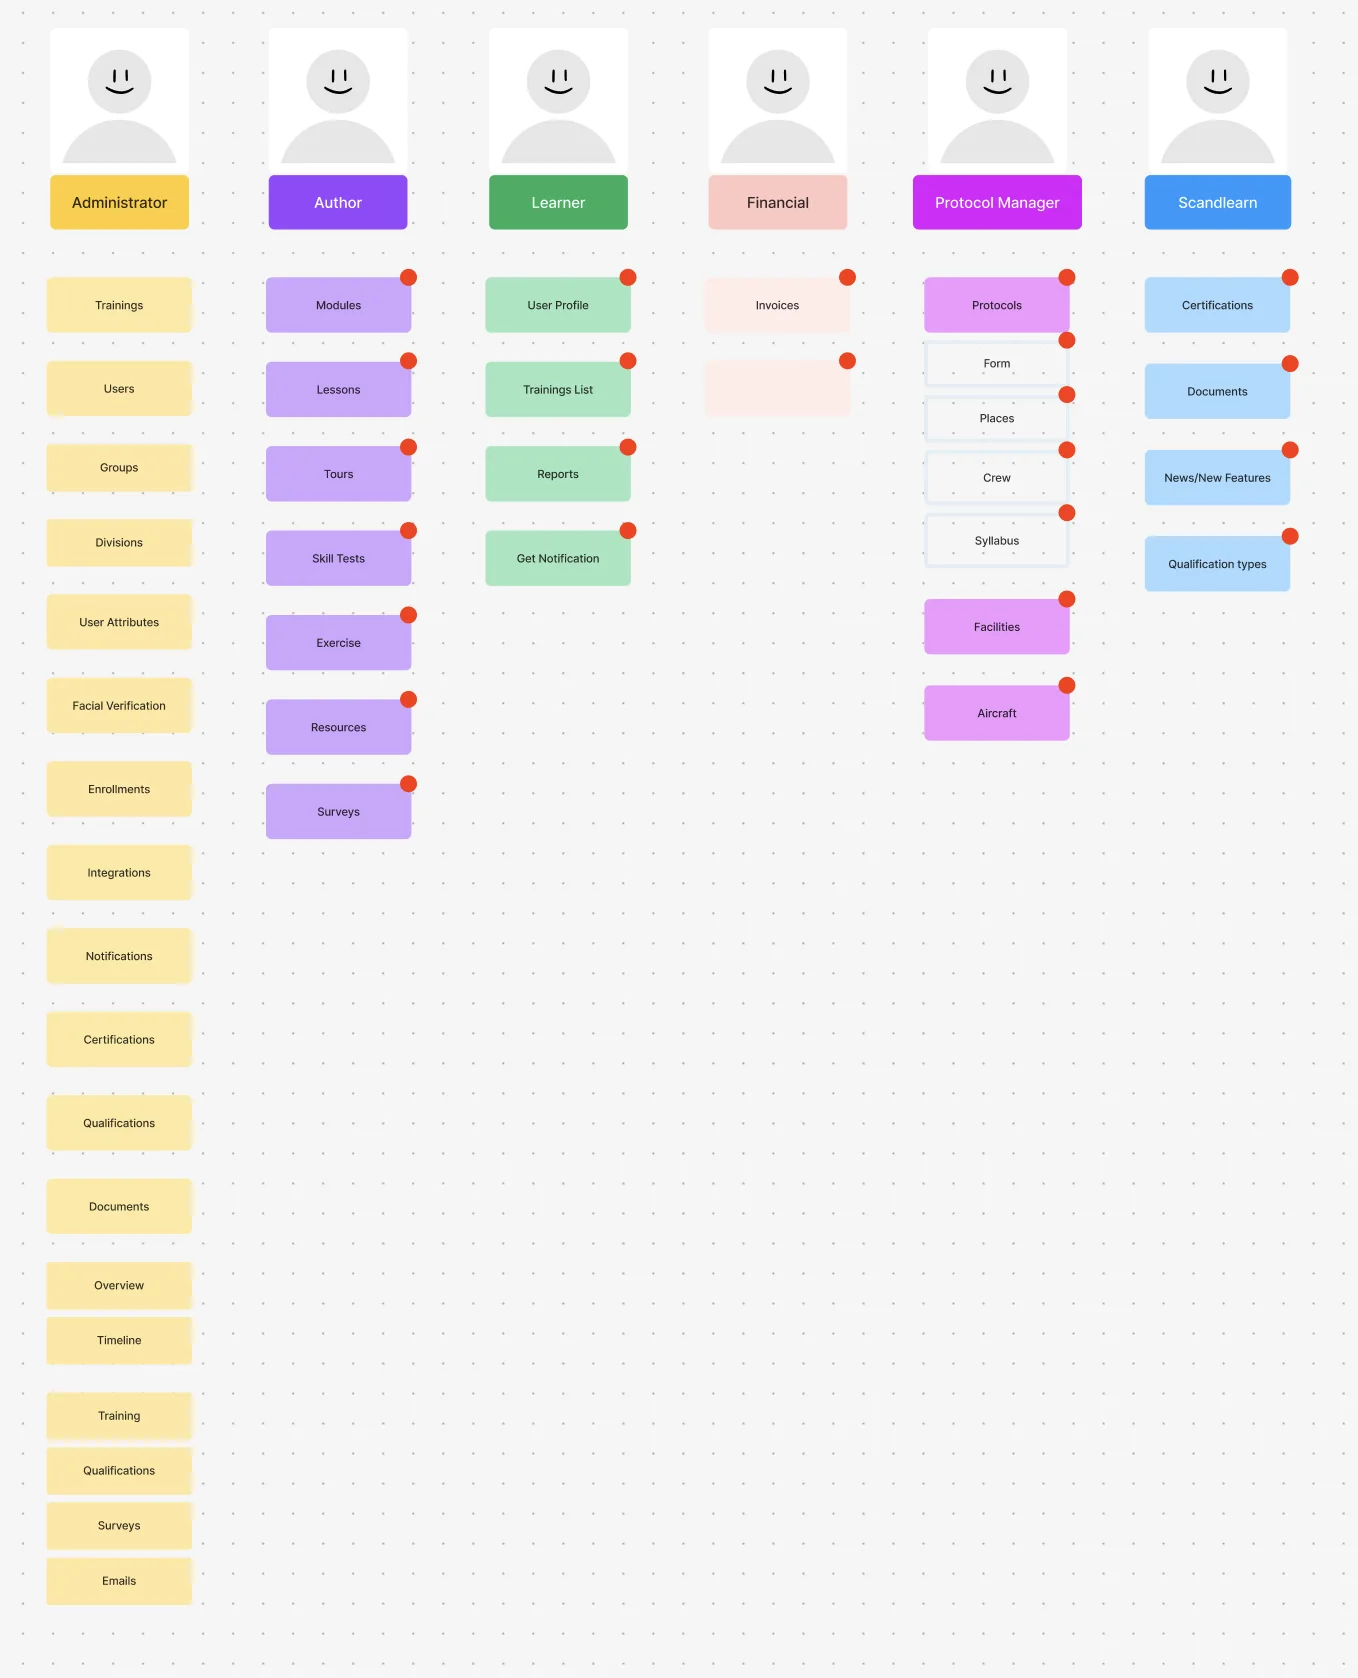 Administrator
Author
Learner
Financial
Protocol Manager
Scandlearn
Trainings
Users
Groups
Divisions
User Attributes
Facial Verification
Enrollments
Integrations
Notifications
Certifications
Qualifications
Documents
Overview
Timeline
Training
Qualifications
Surveys
Emails
Modules
Lessons
Tours
Skill Tests
Exercise
Resources
Surveys
User Profile
Trainings List
Reports
Get Notification
Invoices
Protocols
Form
Places
Crew
Syllabus
Facilities
Aircraft
Certifications
Documents
News/New Features
Qualification types